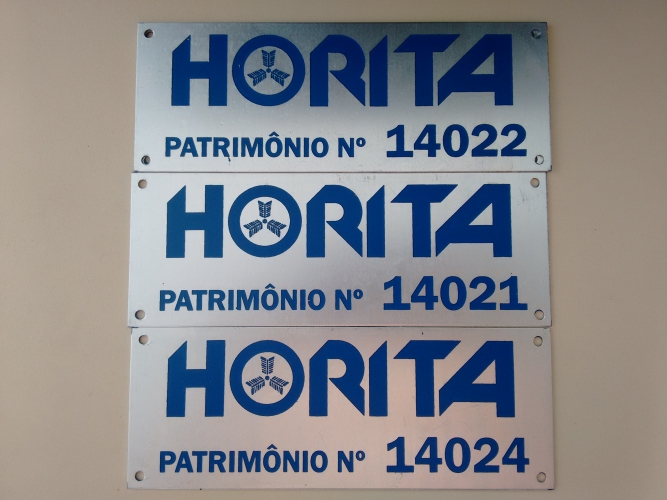 HORITA
PATRIMÔNIO Nº 14022
HORITA
PATRIMÔNIO Nº 14021
HORITA
PATRIMÔNIO Nº 14024